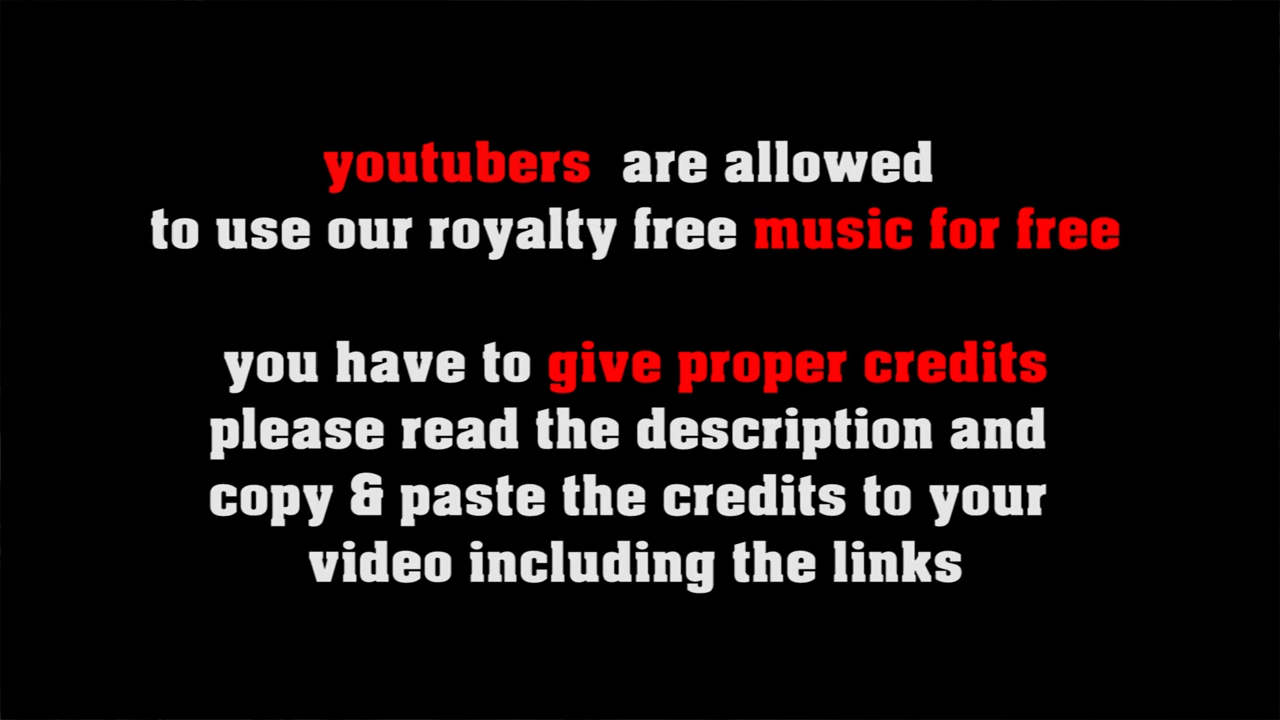 youtubers are allowed
to use our royalty free music for free
you have to give proper credits
please read the description and
copy & paste the credits to your
video including the links